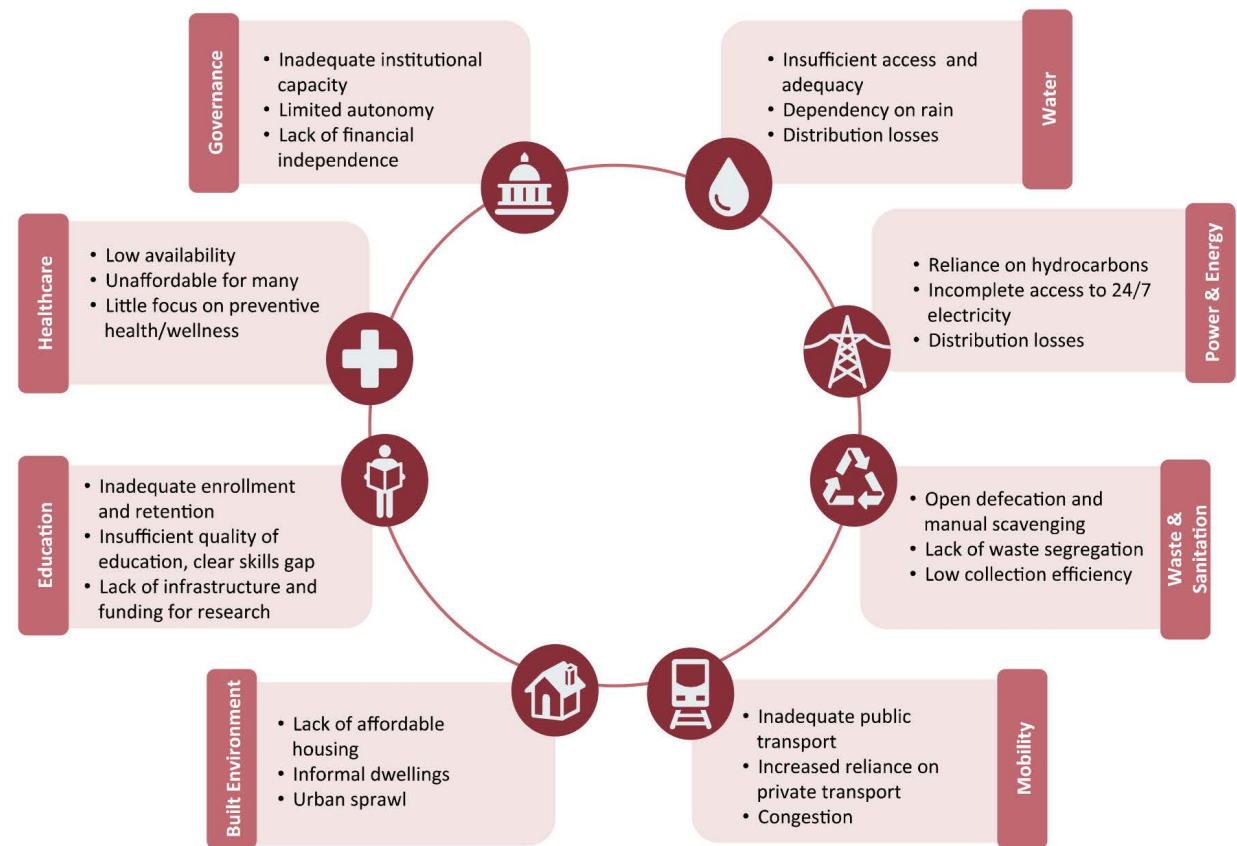 Governance
• Inadequate institutional
capacity
• Limited autonomy
• Lack of financial
independence
Water
• Insufficient access and
adequacy
• Dependency on rain
• Distribution losses
Healthcare
• Low availability
• Unaffordable for many
• Little focus on preventive
health/wellness
Power & Energy
• Reliance on hydrocarbons
• Incomplete access to 24/7
electricity
• Distribution losses
Education
• Inadequate enrollment
and retention
• Insufficient quality of
education, clear skills gap
• Lack of infrastructure and
funding for research
Waste &
Sanitation
• Open defecation and
manual scavenging
• Lack of waste segregation
• Low collection efficiency
Built Environment
• Lack of affordable
housing
• Informal dwellings
• Urban sprawl
Mobility
• Inadequate public
transport
• Increased reliance on
private transport
• Congestion